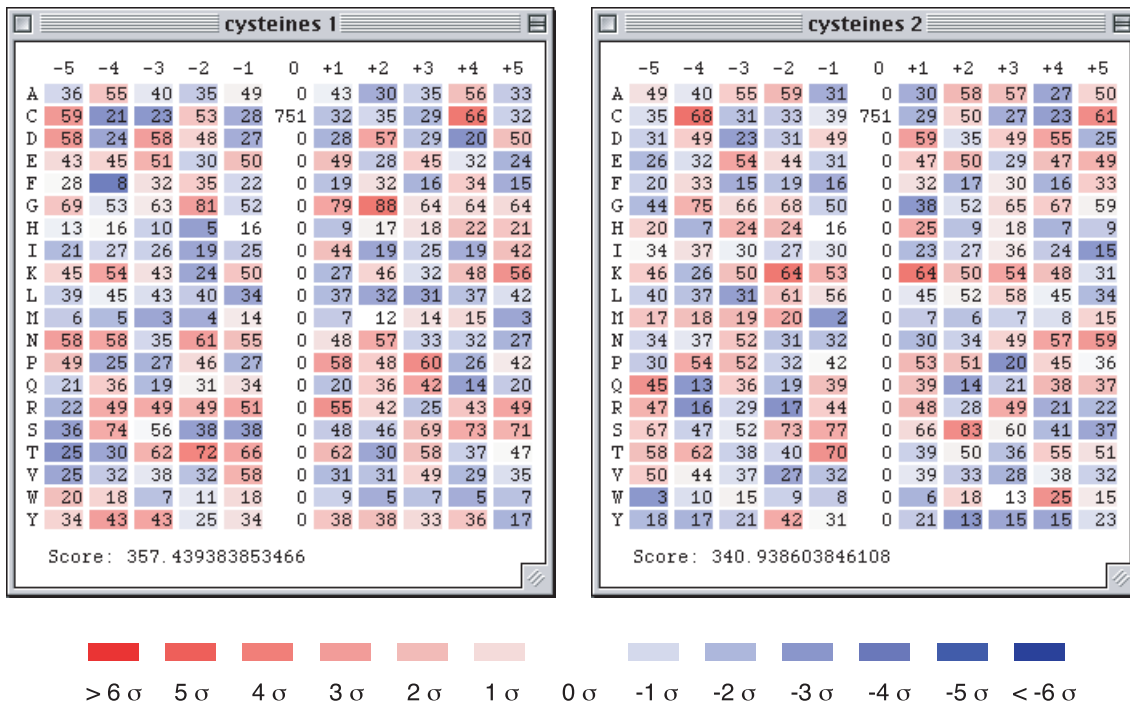 cysteines 1
-5 -4 -3 -2 -1 0 +1 +2 +3 +4 +5
A 36 55 40 35 49 0 43 30 35 56 33
C 59 21 23 53 28 751 32 35 29 66 32
D 58 24 58 48 27 0 28 57 29 20 50
E 43 45 51 30 50 0 49 28 45 32 24
F 28 8 32 35 22 0 19 32 16 34 15
G 69 53 63 81 52 0 79 88 64 64 64
H 13 16 10 5 16 0 9 17 18 22 21
I 21 27 26 19 25 0 44 19 25 19 42
K 45 54 43 24 50 0 27 46 32 48 56
L 39 45 43 40 34 0 37 32 31 37 42
M 6 5 3 4 14 0 7 12 14 15 3
N 58 58 35 61 55 0 48 57 33 32 27
P 49 25 27 46 27 0 58 48 60 26 42
Q 21 36 19 31 34 0 20 36 42 14 20
R 22 49 49 49 51 0 55 42 25 43 49
S 36 74 56 38 38 0 48 46 69 73 71
T 25 30 62 72 66 0 62 30 58 37 47
V 25 32 38 32 58 0 31 31 49 29 35
W 20 18 7 11 18 0 9 5 7 5 7
Y 34 43 43 25 34 0 38 38 33 36 17
Score: 357.439383853466
cysteines 2
-5 -4 -3 -2 -1 0 +1 +2 +3 +4 +5
A 49 40 55 59 31 0 30 58 57 27 50
C 35 68 31 33 39 751 29 50 27 23 61
D 31 49 23 31 49 0 59 35 49 55 25
E 26 32 54 44 31 0 47 50 29 47 49
F 20 33 15 19 16 0 32 17 30 16 33
G 44 75 66 68 50 0 38 52 65 67 59
H 20 7 24 24 16 0 25 9 18 7 9
I 34 37 30 27 30 0 23 27 36 24 15
K 46 26 50 64 53 0 64 50 54 48 31
L 40 37 31 61 56 0 45 52 58 45 34
M 17 18 19 20 2 0 7 6 7 8 15
N 34 37 52 31 32 0 30 34 49 57 59
P 30 54 52 32 42 0 53 51 20 45 36
Q 45 13 36 19 39 0 39 14 21 38 37
R 47 16 29 17 44 0 48 28 49 21 22
S 67 47 52 73 77 0 66 83 60 41 37
T 58 62 38 40 70 0 39 50 36 55 51
V 50 44 37 27 32 0 39 33 28 38 32
W 3 10 15 9 8 0 6 18 13 25 15
Y 18 17 21 42 31 0 21 13 15 15 23
Score: 340.938603846108
> 6 σ 5 σ 4 σ 3 σ 2 σ 1 σ 0 σ -1 σ -2 σ -3 σ -4 σ -5 σ < -6 σ